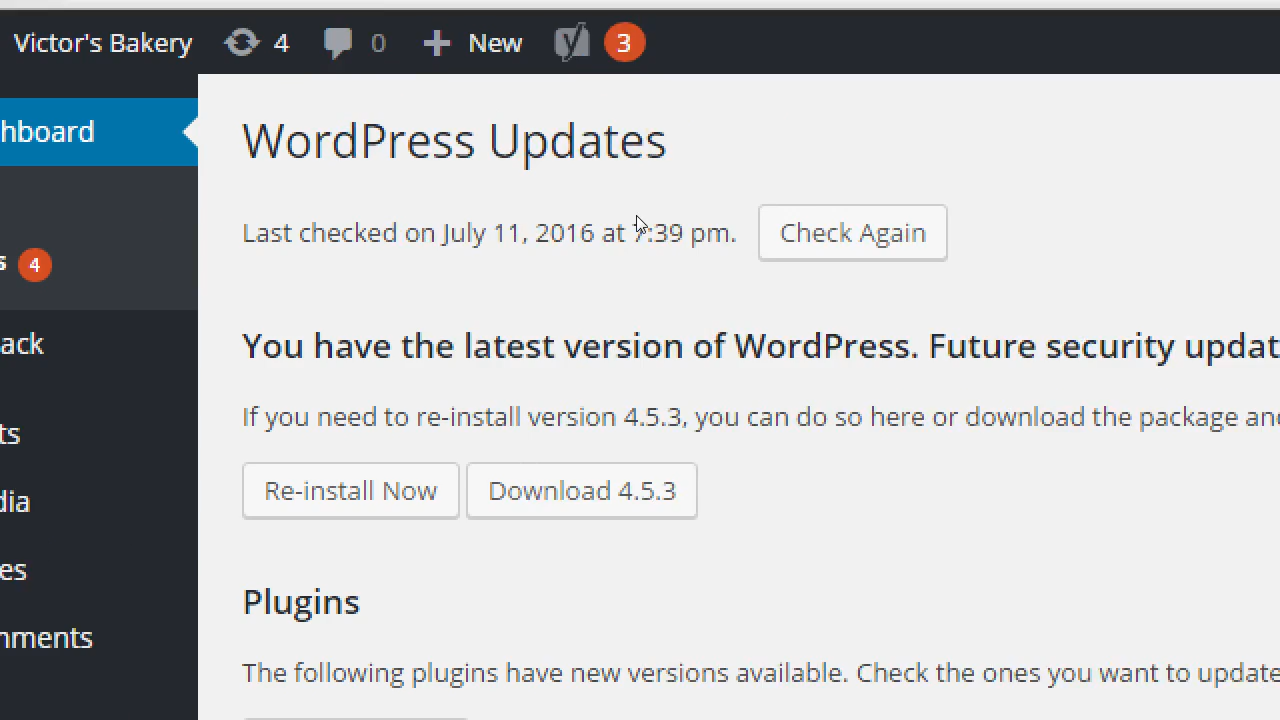 Victor's Bakery 4 0 New 3
hboard
WordPress Updates
Last checked on July 11, 2016 at 7:39 pm. Check Again
s 4
ack
You have the latest version of WordPress. Future security updat
If you need to re-install version 4.5.3, you can do so here or download the package and
ts
Re-install Now Download 4.5.3
dia
es
Plugins
mments
The following plugins have new versions available. Check the ones you want to update